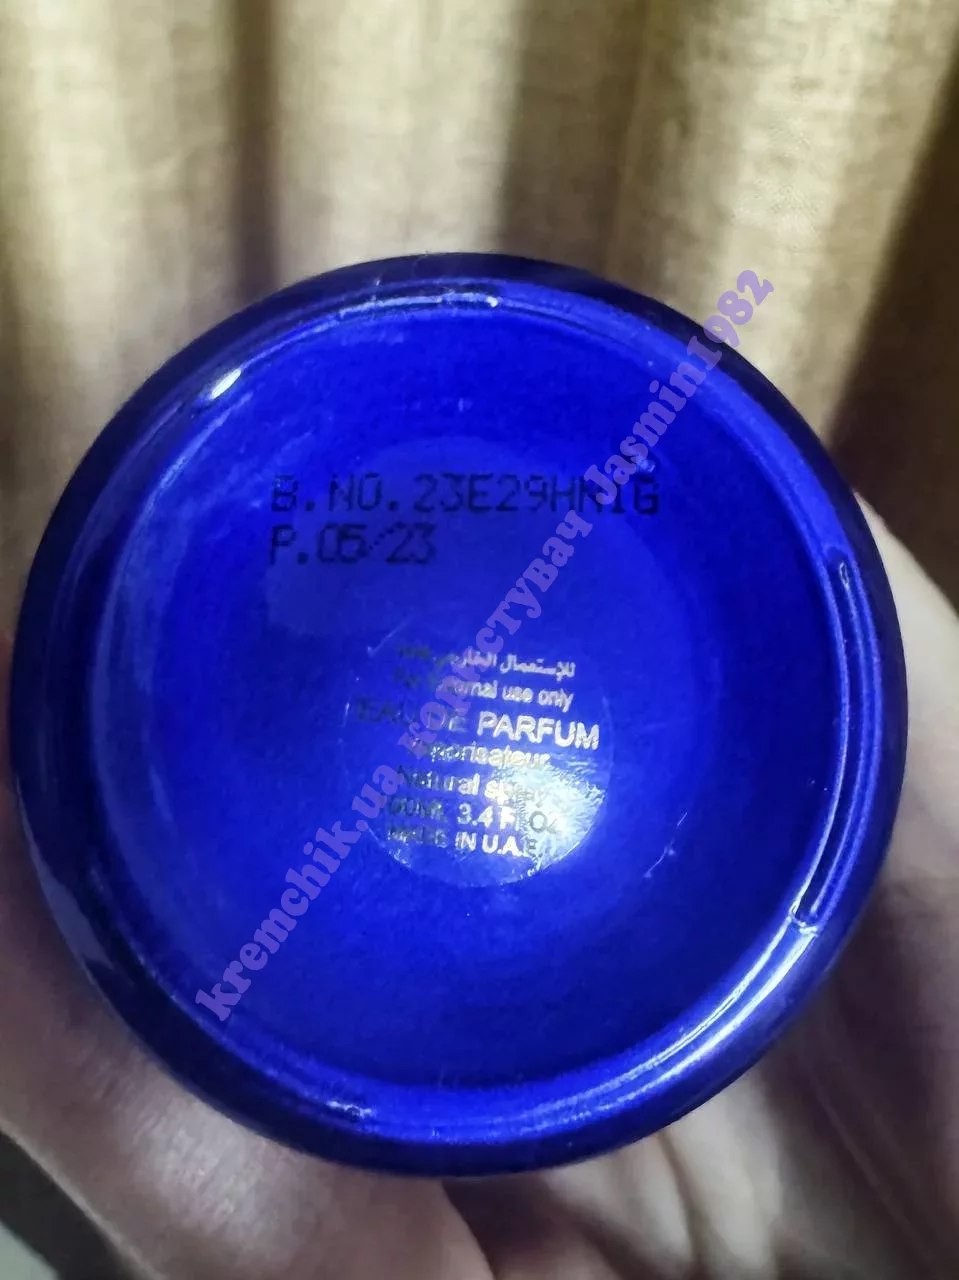 B.NO.23E29HNIG
P.05/23
للإستعمال الخارجي فقط
For external use only
EAU DE PARFUM
Vaporisateur
Natural spray
100ML 3.4 Fl.Oz
MADE IN U.A.E
kremchik.ua користувач Jasmin1982